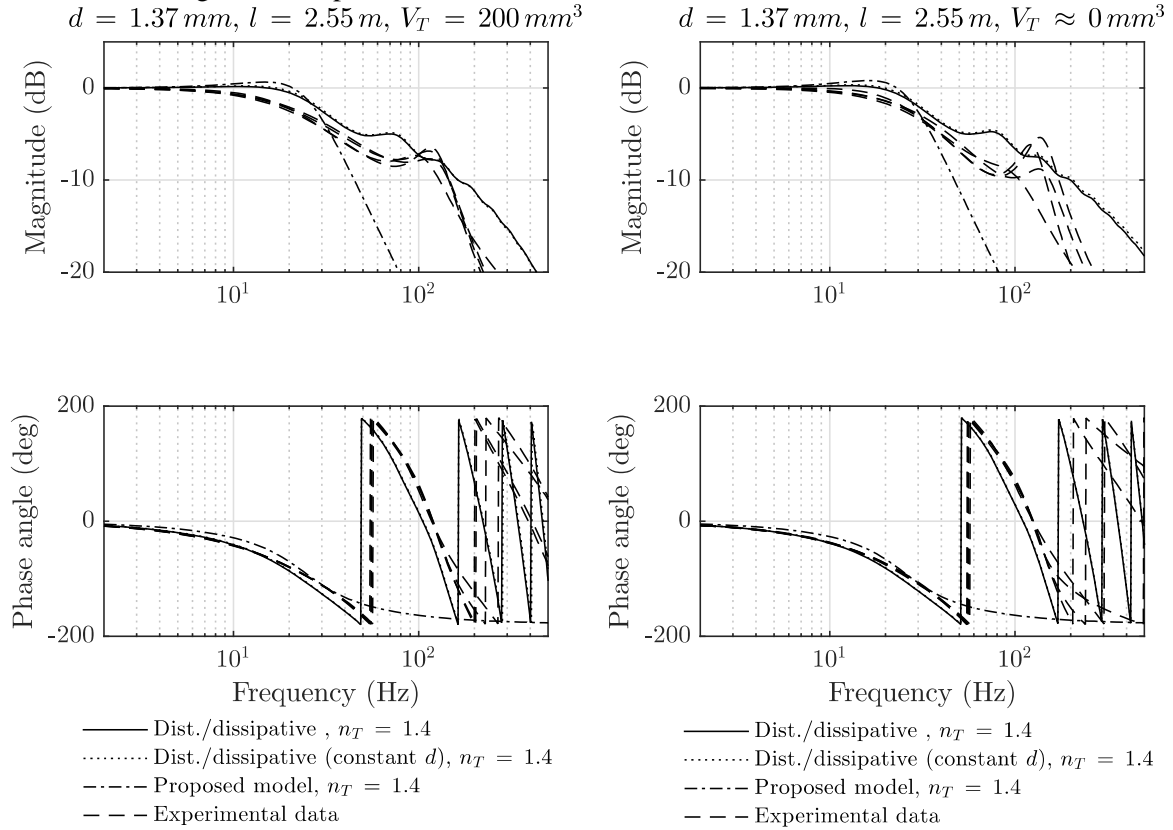 d = 1.37 mm, l = 2.55 m, V_T = 200 mm³
d = 1.37 mm, l = 2.55 m, V_T ≈ 0 mm³
Magnitude (dB)
0
-10
-20
10¹
10²
Magnitude (dB)
0
-10
-20
10¹
10²
Phase angle (deg)
200
0
-200
10¹
10²
Frequency (Hz)
Phase angle (deg)
200
0
-200
10¹
10²
Frequency (Hz)
Dist./dissipative , n_T = 1.4
Dist./dissipative (constant d), n_T = 1.4
Proposed model, n_T = 1.4
Experimental data
Dist./dissipative , n_T = 1.4
Dist./dissipative (constant d), n_T = 1.4
Proposed model, n_T = 1.4
Experimental data